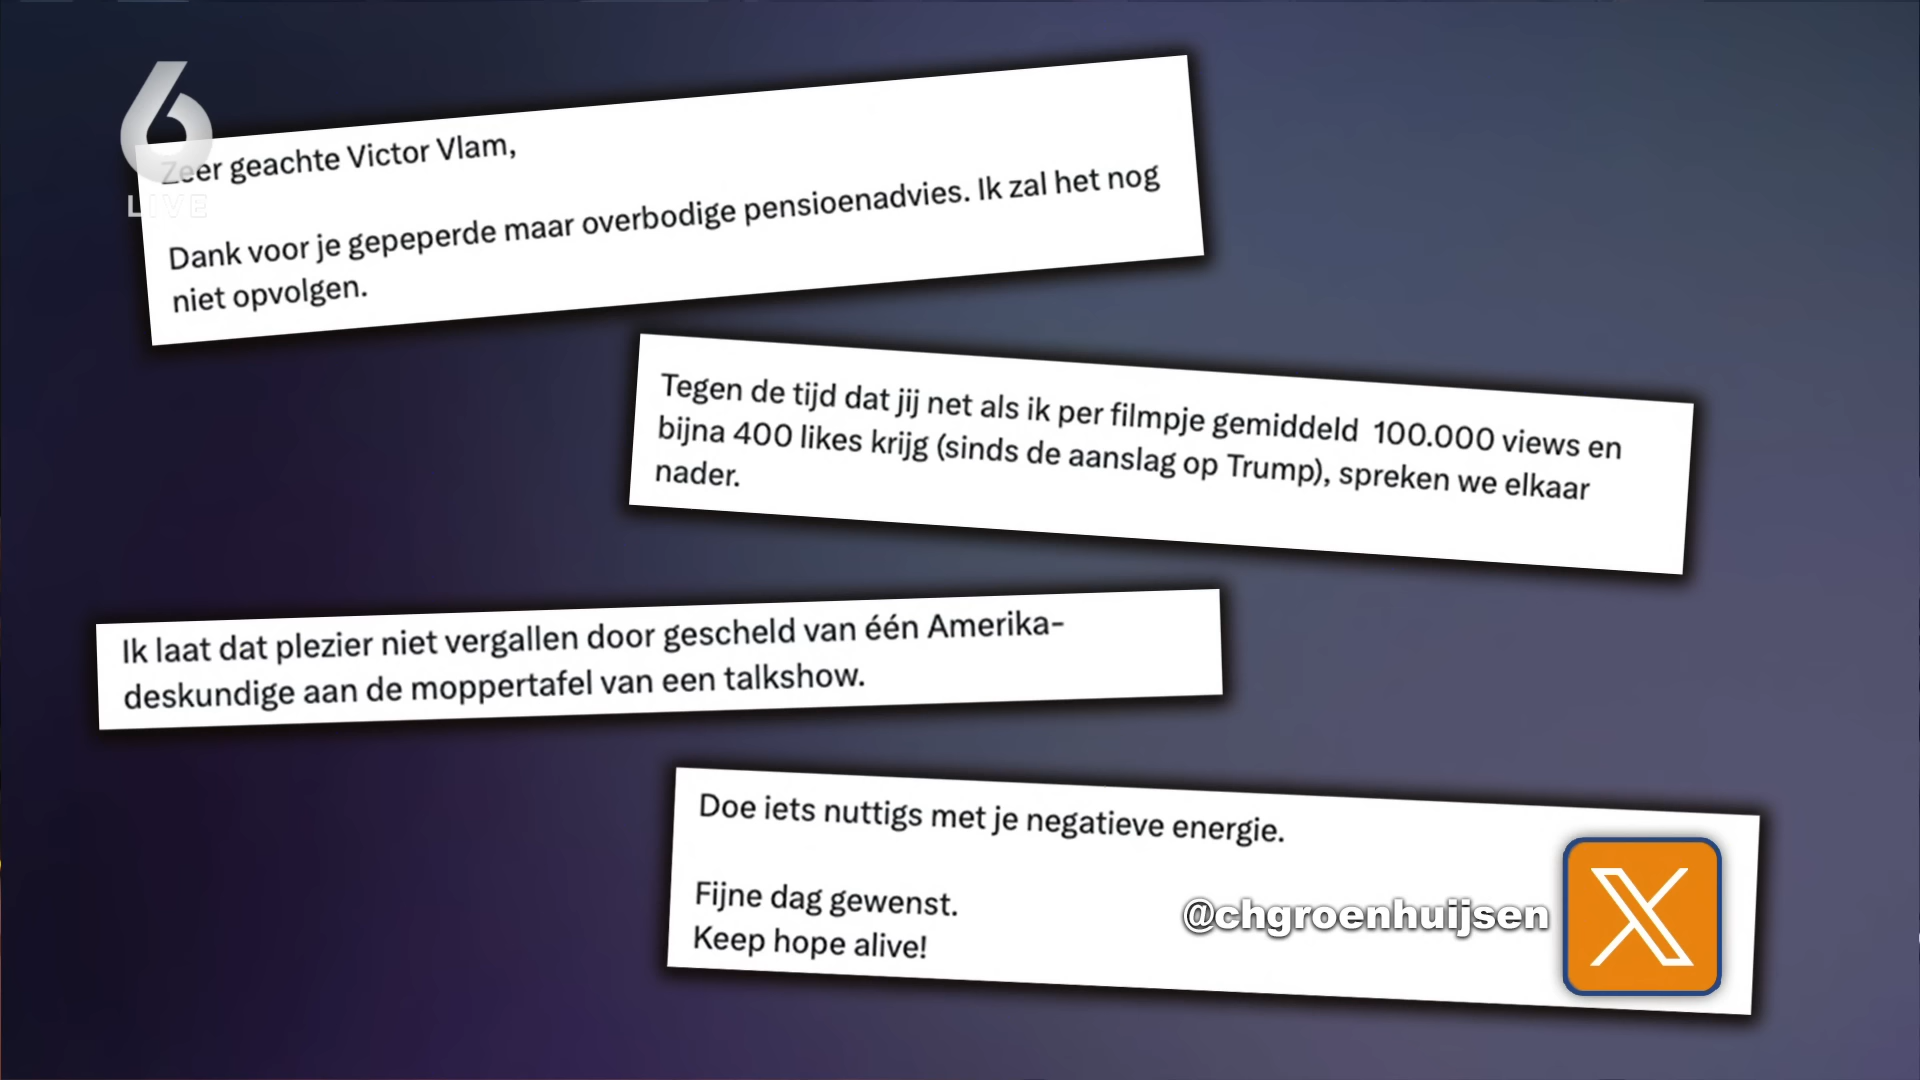 6
LIVE
Zeer geachte Victor Vlam,
Dank voor je gepeperde maar overbodige pensioenadvies. Ik zal het nog
niet opvolgen.
Tegen de tijd dat jij net als ik per filmpje gemiddeld 100.000 views en
bijna 400 likes krijg (sinds de aanslag op Trump), spreken we elkaar
nader.
Ik laat dat plezier niet vergallen door gescheld van één Amerika-
deskundige aan de moppertafel van een talkshow.
Doe iets nuttigs met je negatieve energie.
Fijne dag gewenst.
Keep hope alive!
@chgroenhuijsen X